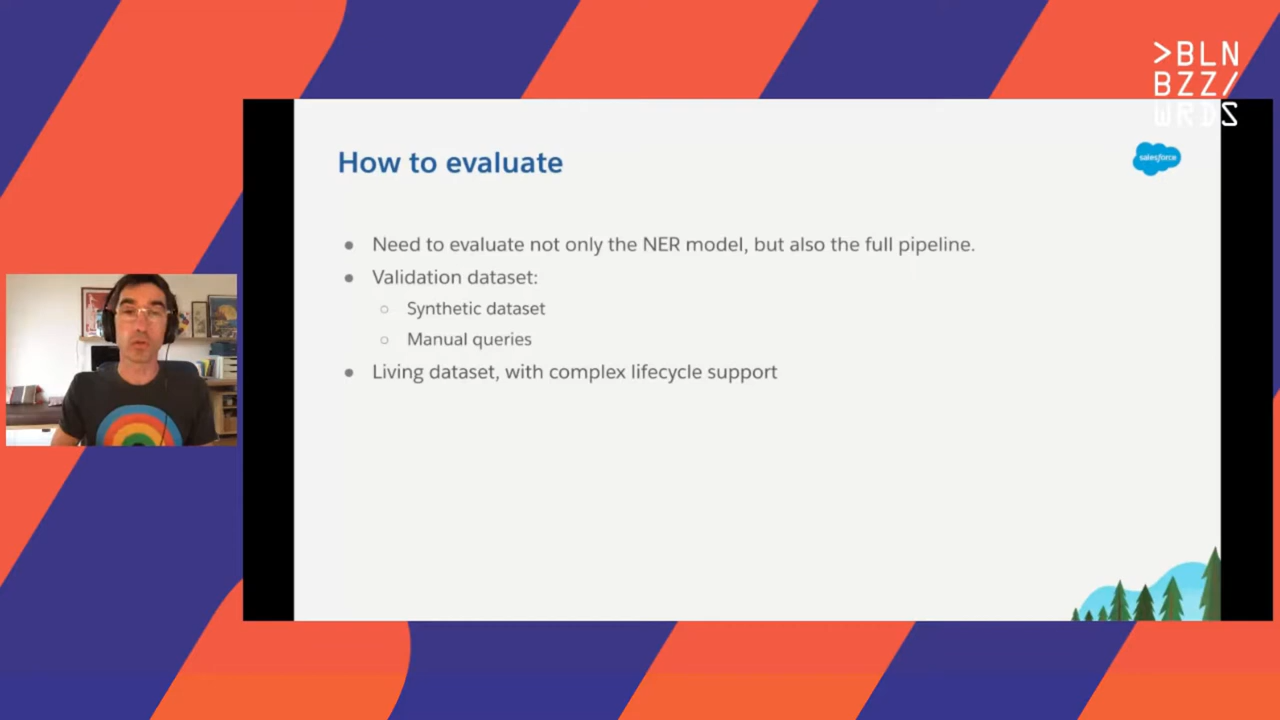 >BLN
BZZ/
WRDS
How to evaluate
salesforce
● Need to evaluate not only the NER model, but also the full pipeline.
● Validation dataset:
○ Synthetic dataset
○ Manual queries
● Living dataset, with complex lifecycle support